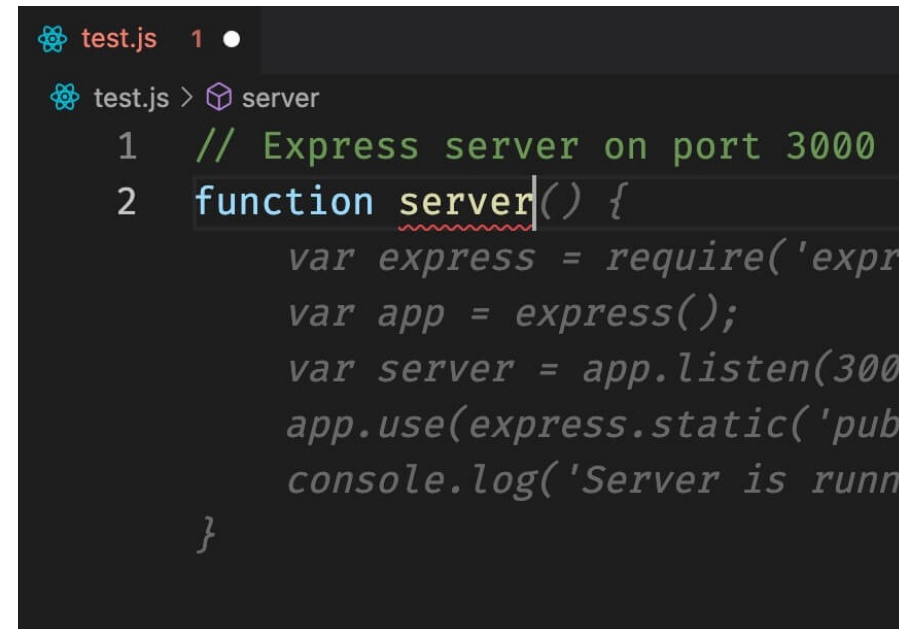 test.js 1
test.js > server
1 // Express server on port 3000
2 function server() {
var express = require('expr
var app = express();
var server = app.listen(300
app.use(express.static('pub
console.log('Server is runn
}